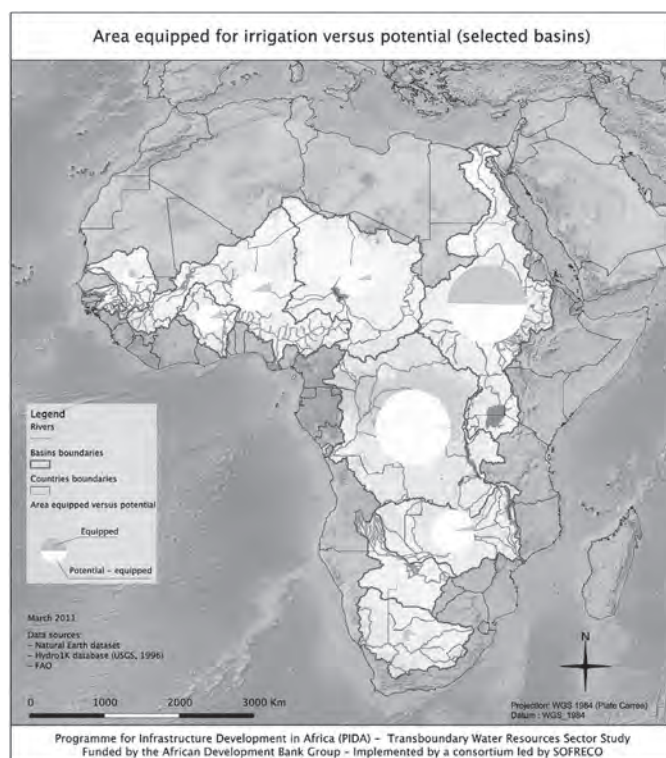 Area equipped for irrigation versus potential (selected basins)
Legend
Rivers
Basins boundaries
Countries boundaries
Area equipped versus potential
Equipped
Potential - equipped
March 2011
Data sources:
- Natural Earth dataset
- Hydro1K database (USGS, 1996)
- FAO
0 1000 2000 3000 Km
N
Projection: WGS 1984 (Plate Carree)
Datum : WGS_1984
Programme for Infrastructure Development in Africa (PIDA) - Transboundary Water Resources Sector Study
Funded by the African Development Bank Group - Implemented by a consortium led by SOFRECO